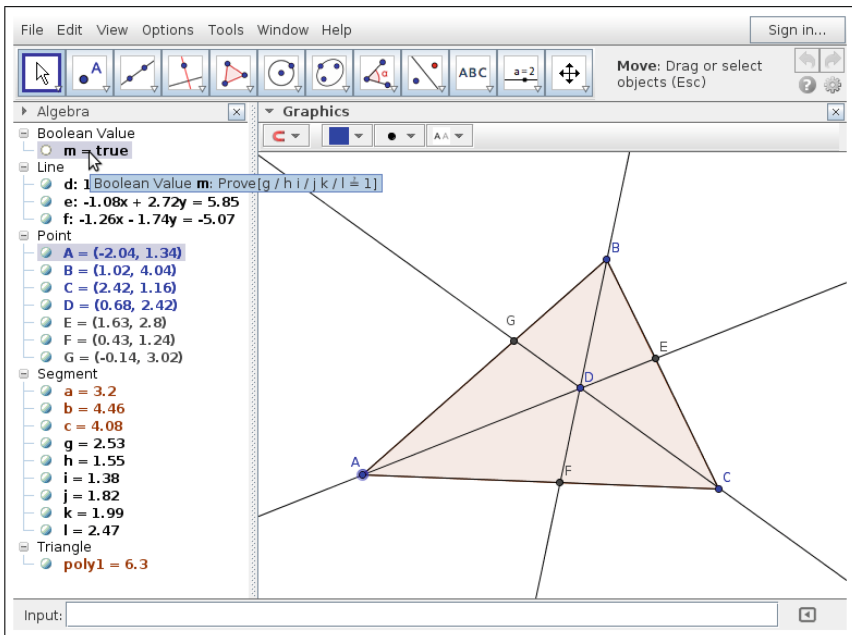 File Edit View Options Tools Window Help
Sign in...
A
α
ABC
a=2
Move: Drag or select
objects (Esc)
Algebra
Graphics
A A
Boolean Value
m = true
Line
d: 1
Boolean Value m: Prove[g / h i / j k / l ≟ 1]
e: -1.08x + 2.72y = 5.85
f: -1.26x - 1.74y = -5.07
Point
A = (-2.04, 1.34)
B = (1.02, 4.04)
C = (2.42, 1.16)
D = (0.68, 2.42)
E = (1.63, 2.8)
F = (0.43, 1.24)
G = (-0.14, 3.02)
Segment
a = 3.2
b = 4.46
c = 4.08
g = 2.53
h = 1.55
i = 1.38
j = 1.82
k = 1.99
l = 2.47
Triangle
poly1 = 6.3
B
G
E
D
A
F
C
Input: